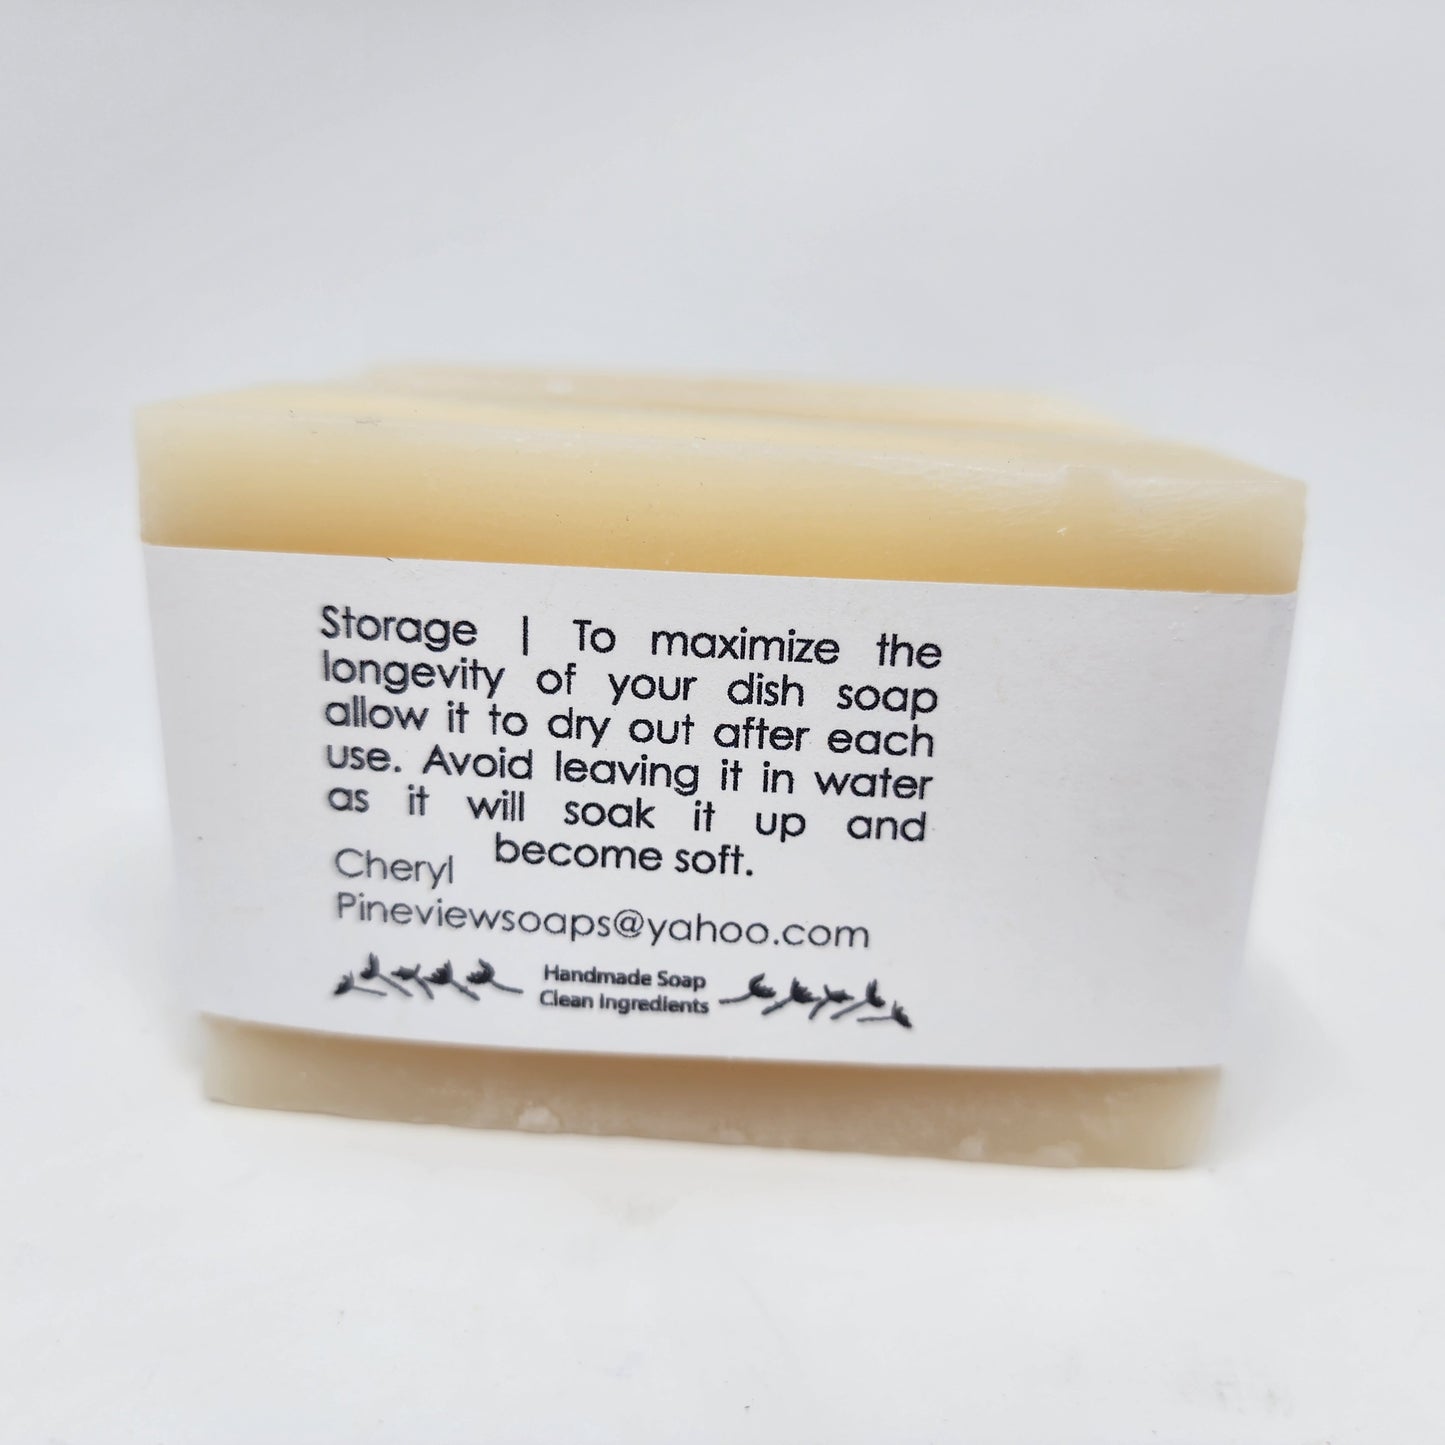 Storage | To maximize the
longevity of your dish soap
allow it to dry out after each
use. Avoid leaving it in water
as it will soak it up and
become soft.
Cheryl
Pineviewsoaps@yahoo.com
Handmade Soap
Clean Ingredients